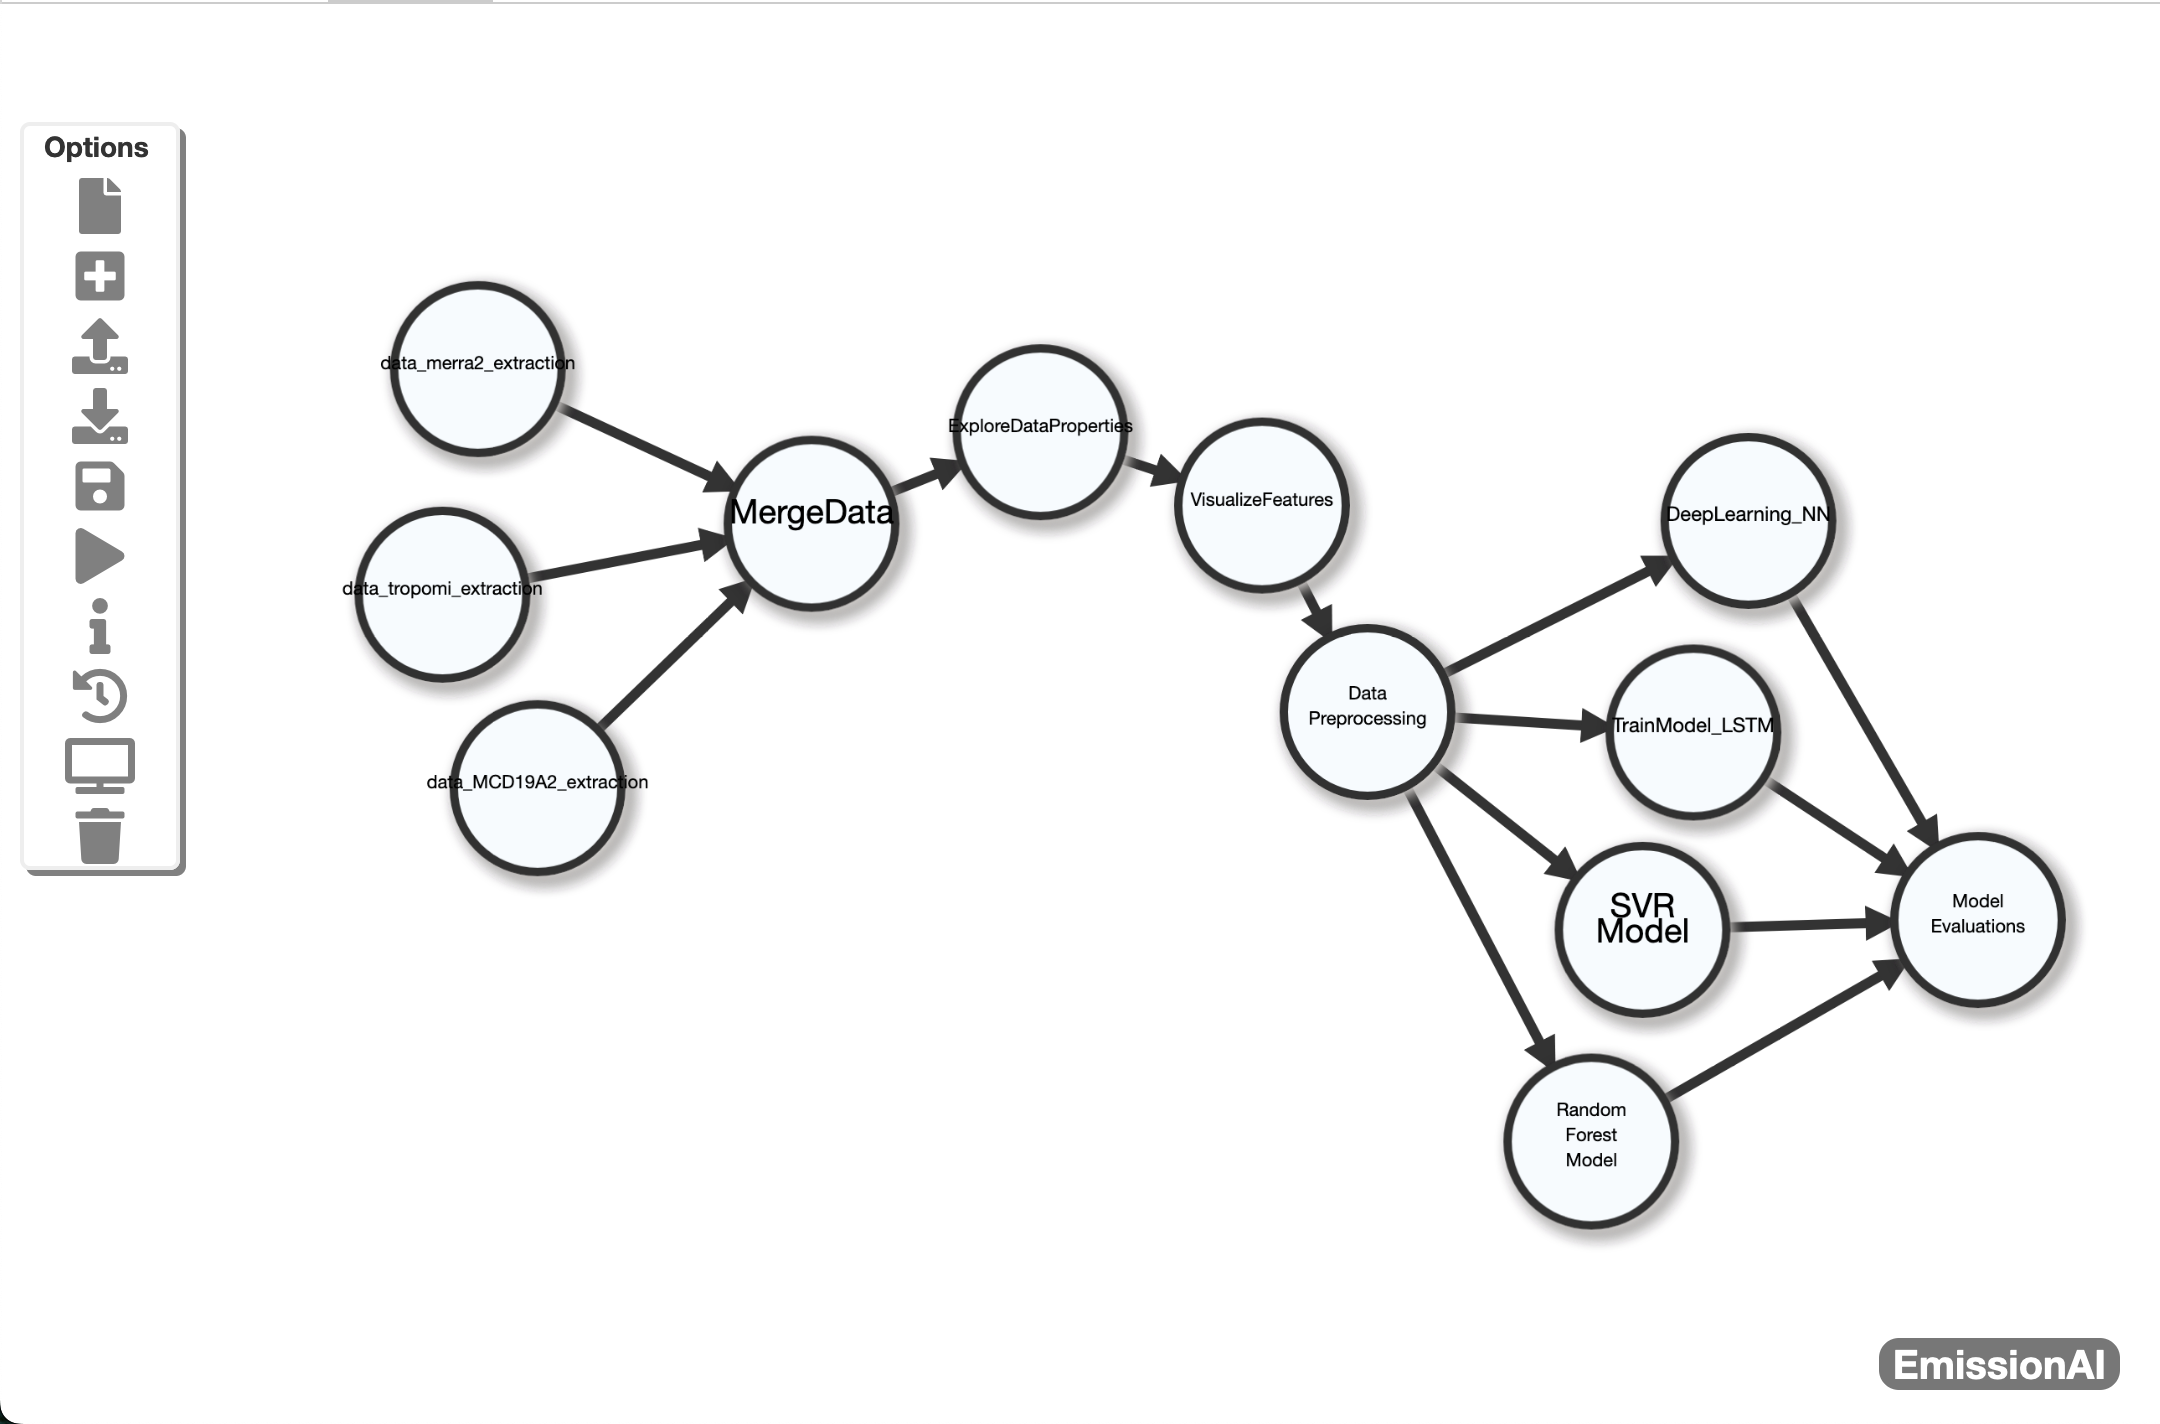 Options
data_merra2_extraction
data_tropomi_extraction
data_MCD19A2_extraction
MergeData
ExploreDataProperties
VisualizeFeatures
Data
Preprocessing
DeepLearning_NN
TrainModel_LSTM
SVR
Model
Random
Forest
Model
Model
Evaluations
EmissionAI